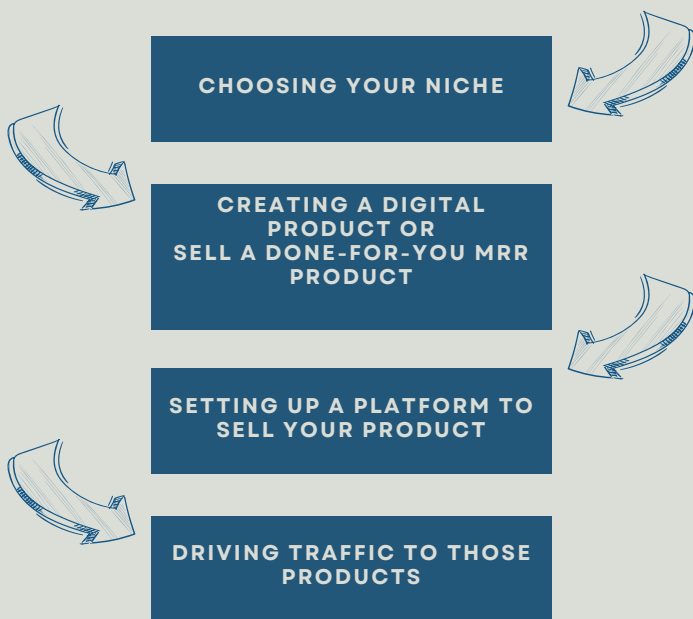 CHOOSING YOUR NICHE
CREATING A DIGITAL
PRODUCT OR
SELL A DONE-FOR-YOU MRR
PRODUCT
SETTING UP A PLATFORM TO
SELL YOUR PRODUCT
DRIVING TRAFFIC TO THOSE
PRODUCTS